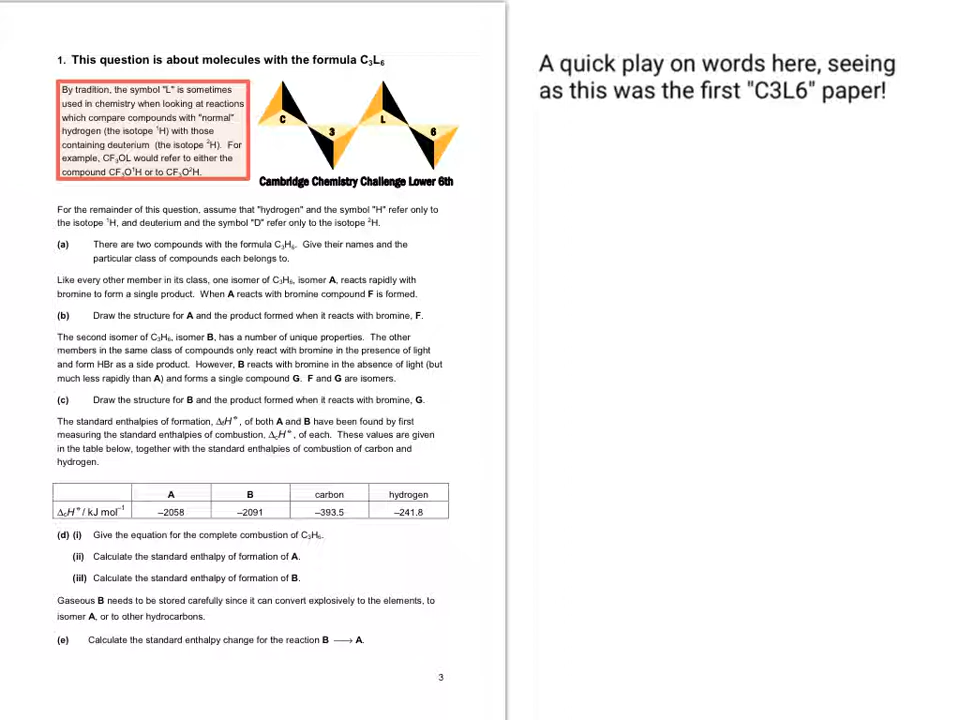 1. This question is about molecules with the formula C₃L₆
By tradition, the symbol "L" is sometimes
used in chemistry when looking at reactions
which compare compounds with "normal"
hydrogen (the isotope ¹H) with those
containing deuterium (the isotope ²H). For
example, CF₃OL would refer to either the
compound CF₃O¹H or to CF₃O²H.
C 3 L 6
Cambridge Chemistry Challenge Lower 6th
A quick play on words here, seeing
as this was the first "C3L6" paper!
For the remainder of this question, assume that "hydrogen" and the symbol "H" refer only to
the isotope ¹H, and deuterium and the symbol "D" refer only to the isotope ²H.
(a) There are two compounds with the formula C₃H₆. Give their names and the
particular class of compounds each belongs to.
Like every other member in its class, one isomer of C₃H₆, isomer A, reacts rapidly with
bromine to form a single product. When A reacts with bromine compound F is formed.
(b) Draw the structure for A and the product formed when it reacts with bromine, F.
The second isomer of C₃H₆, isomer B, has a number of unique properties. The other
members in the same class of compounds only react with bromine in the presence of light
and form HBr as a side product. However, B reacts with bromine in the absence of light (but
much less rapidly than A) and forms a single compound G. F and G are isomers.
(c) Draw the structure for B and the product formed when it reacts with bromine, G.
The standard enthalpies of formation, ΔfH°, of both A and B have been found by first
measuring the standard enthalpies of combustion, ΔcH°, of each. These values are given
in the table below, together with the standard enthalpies of combustion of carbon and
hydrogen.
A B carbon hydrogen
ΔcH° / kJ mol⁻¹ –2058 –2091 –393.5 –241.8
(d) (i) Give the equation for the complete combustion of C₃H₆.
(ii) Calculate the standard enthalpy of formation of A.
(iii) Calculate the standard enthalpy of formation of B.
Gaseous B needs to be stored carefully since it can convert explosively to the elements, to
isomer A, or to other hydrocarbons.
(e) Calculate the standard enthalpy change for the reaction B ⟶ A.
3